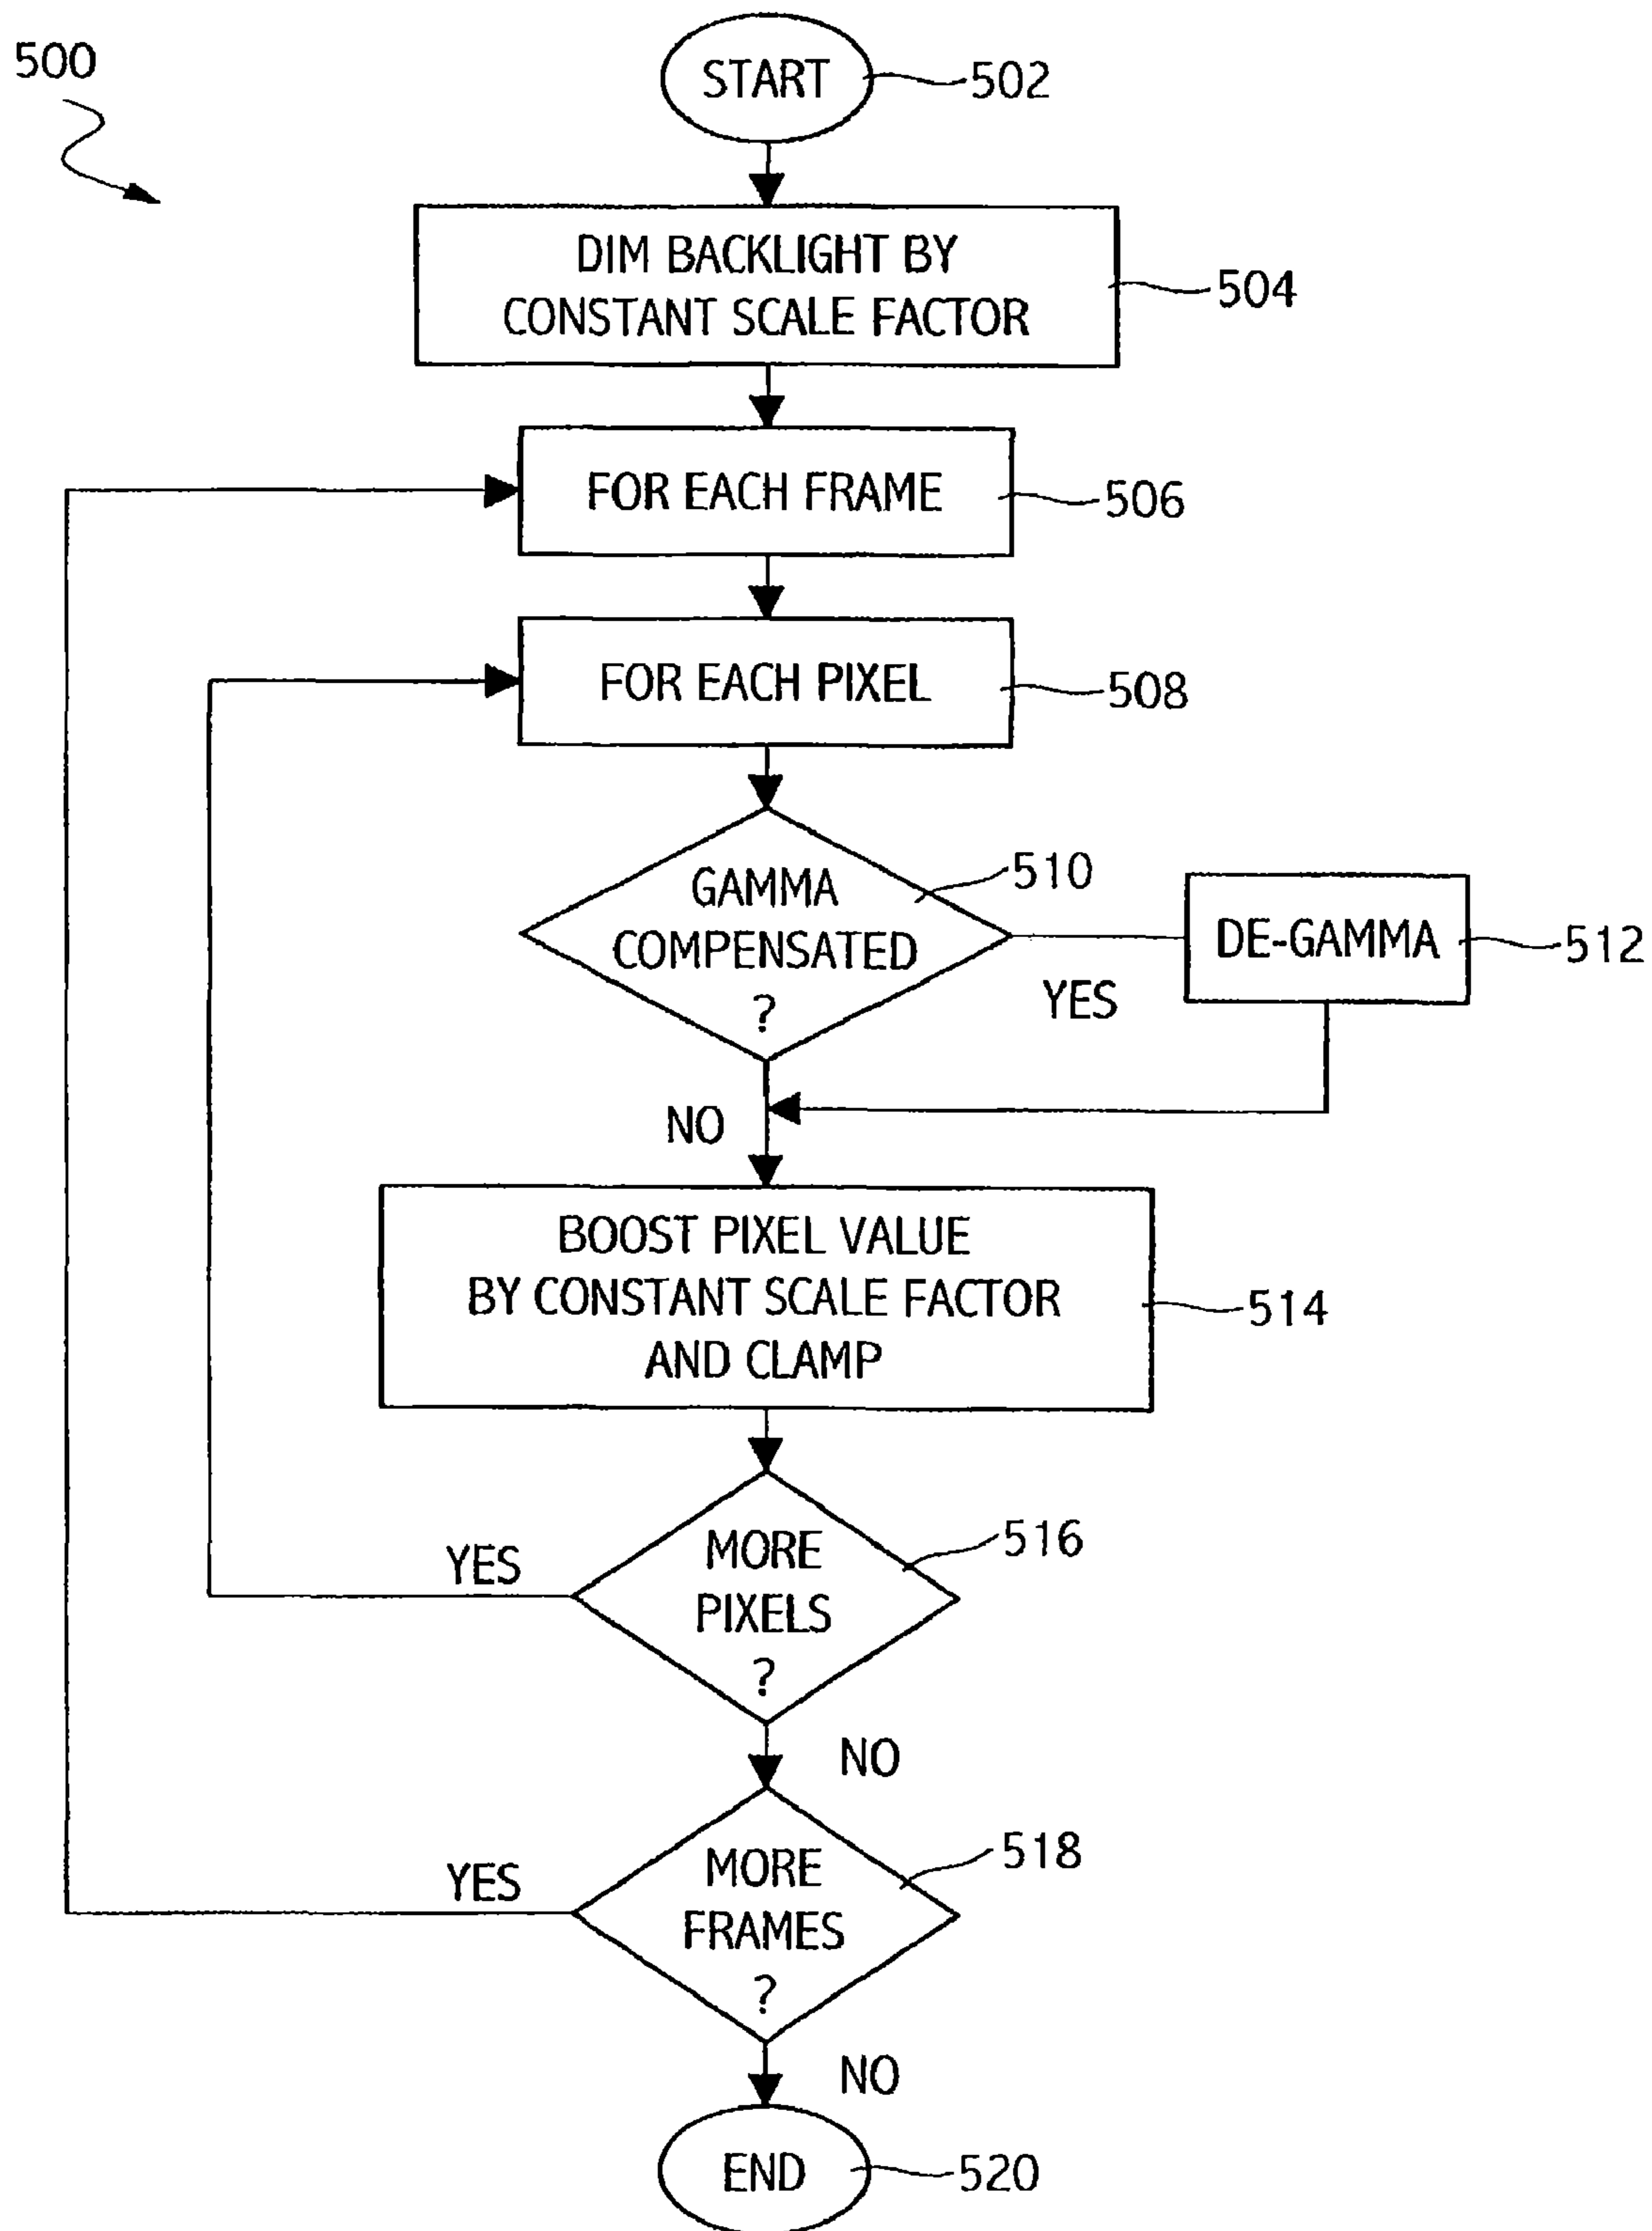 500
START
502
DIM BACKLIGHT BY
CONSTANT SCALE FACTOR
504
FOR EACH FRAME
506
FOR EACH PIXEL
508
GAMMA
COMPENSATED
?
510
YES
DE-GAMMA
512
NO
BOOST PIXEL VALUE
BY CONSTANT SCALE FACTOR
AND CLAMP
514
MORE
PIXELS
?
516
YES
NO
MORE
FRAMES
?
518
YES
NO
END
520